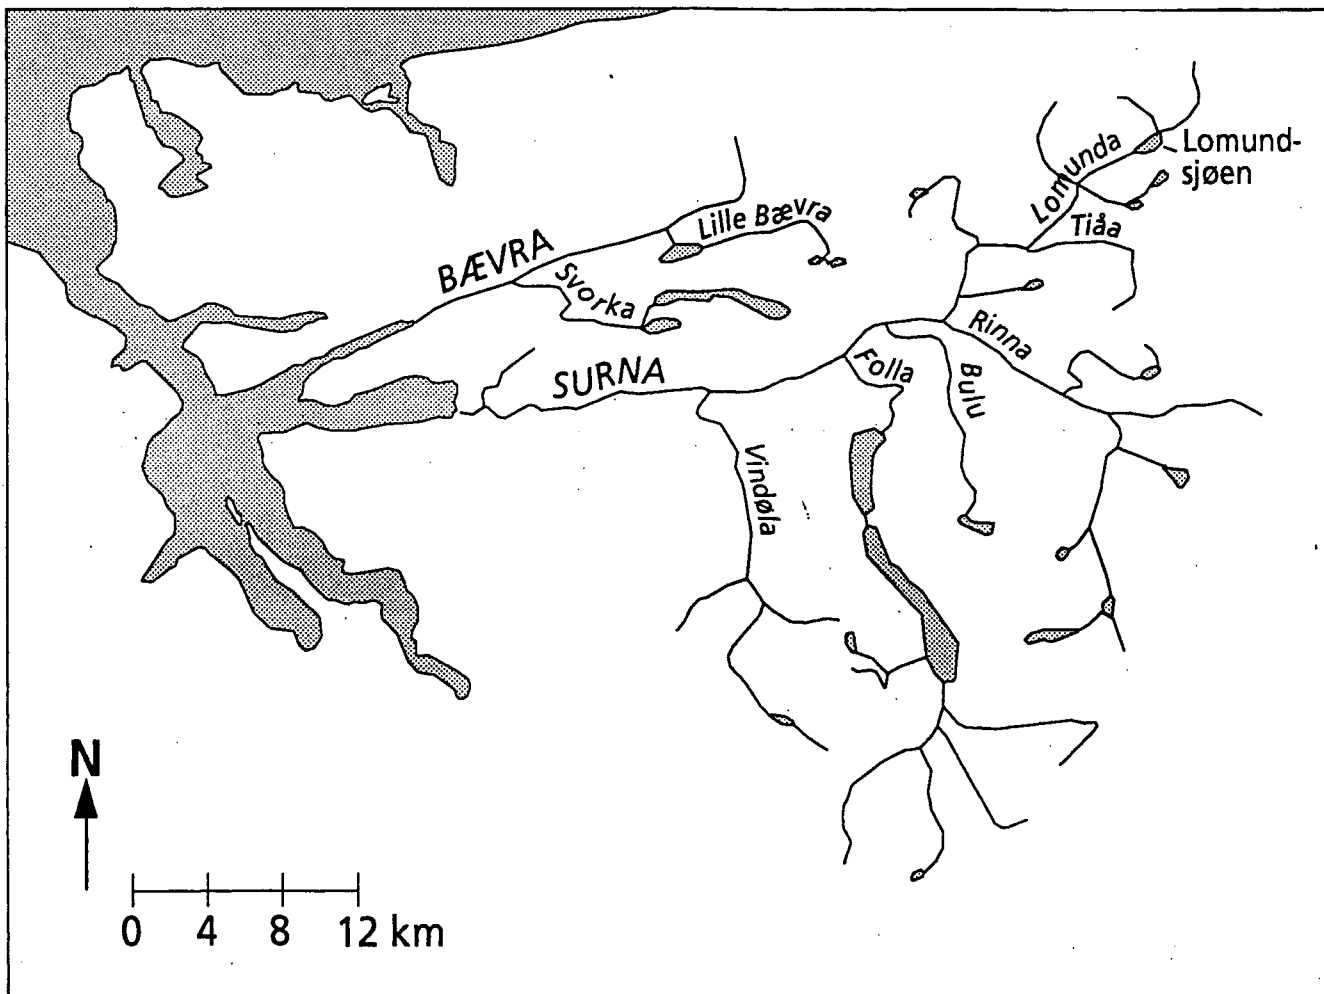 Lomund-
sjøen
Lomunda
Tiåa
Lille Bævra
BÆVRA
Svorka
Rinna
SURNA
Folla
Bulu
Vindøla
N
0 4 8 12 km